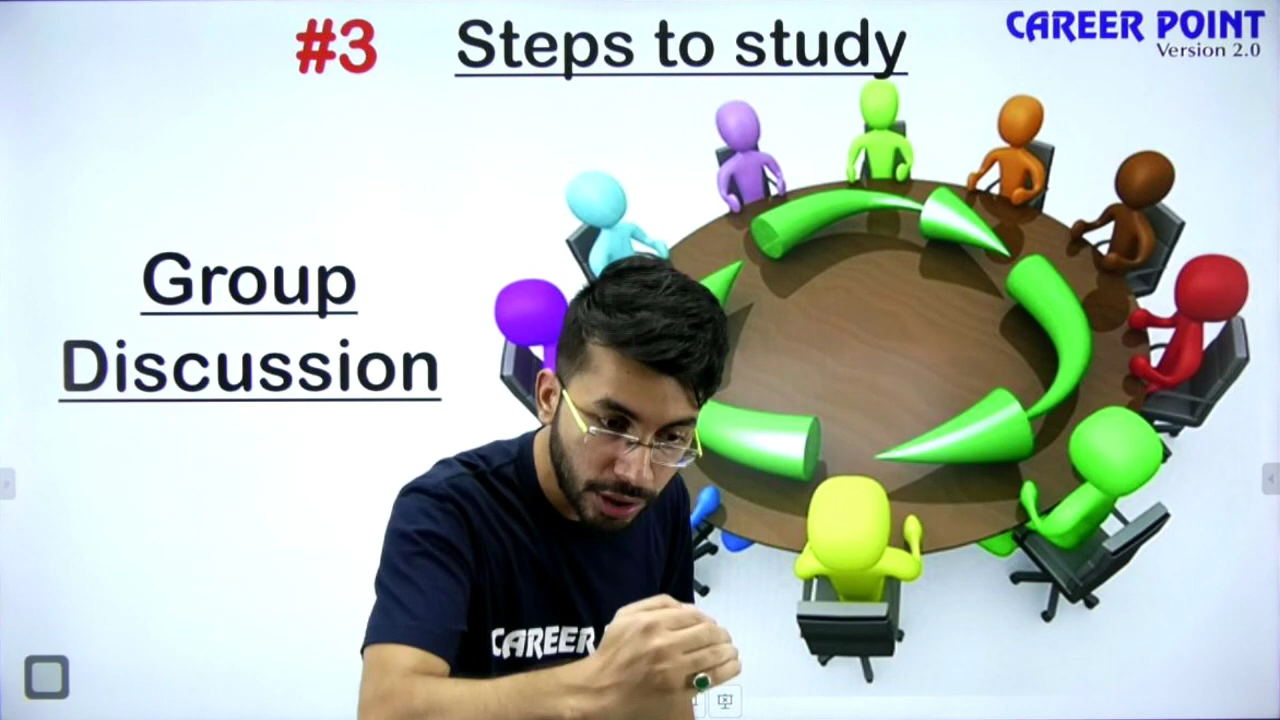 #3 Steps to study
CAREER POINT
Version 2.0
Group
Discussion
CAREER